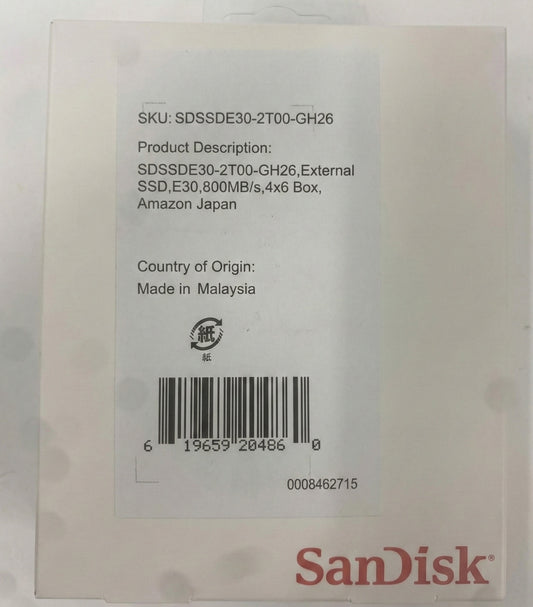 SKU: SDSSDE30-2T00-GH26
Product Description:
SDSSDE30-2T00-GH26,External
SSD,E30,800MB/s,4x6 Box,
Amazon Japan
Country of Origin:
Made in Malaysia
紙
紙
6 19659 20486 0
0008462715
SanDisk®